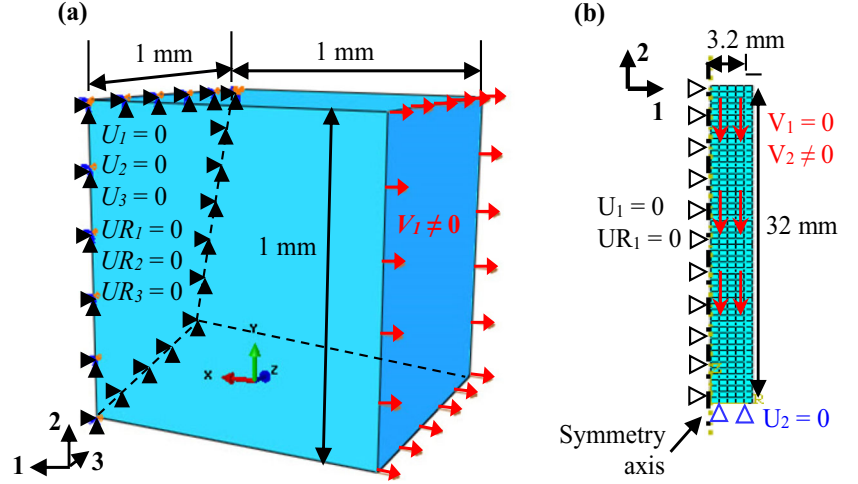 (a)
1 mm
1 mm
U1 = 0
U2 = 0
U3 = 0
UR1 = 0
UR2 = 0
UR3 = 0
1 mm
V1 ≠ 0
Y
X
Z
2
1
3
(b)
3.2 mm
2
1
V1 = 0
V2 ≠ 0
U1 = 0
UR1 = 0
32 mm
U2 = 0
Symmetry
axis